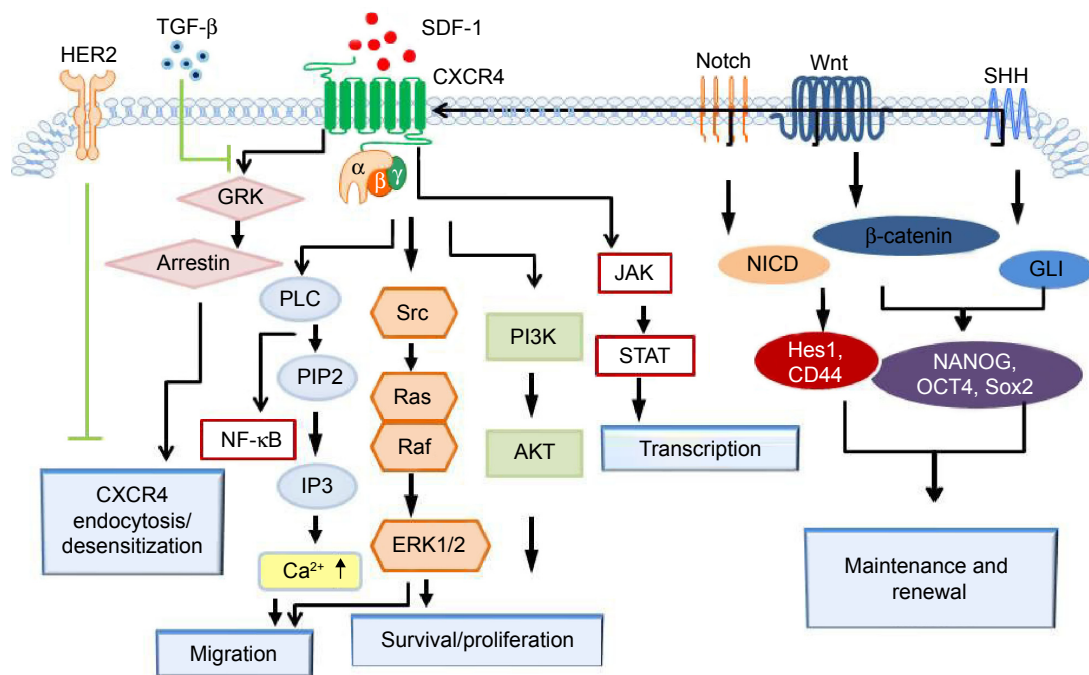 TGF-β
SDF-1
HER2
CXCR4
Notch
Wnt
SHH
α
β
γ
GRK
Arrestin
PLC
Src
PI3K
JAK
STAT
NICD
β-catenin
GLI
PIP2
NF-κB
Ras
Raf
AKT
Transcription
Hes1,
CD44
NANOG,
OCT4, Sox2
IP3
CXCR4
endocytosis/
desensitization
ERK1/2
Ca²⁺
Maintenance and
renewal
Migration
Survival/proliferation